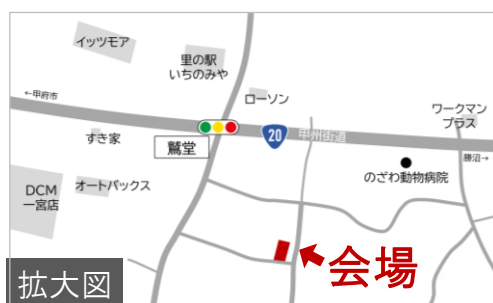 イッツモア
里の駅
いちのみや
←甲府市
ローソン
ワークマン
プラス
20
甲州街道
すき家
鵞堂
勝沼→
のざわ動物病院
DCM
一宮店
オートバックス
会場
拡大図